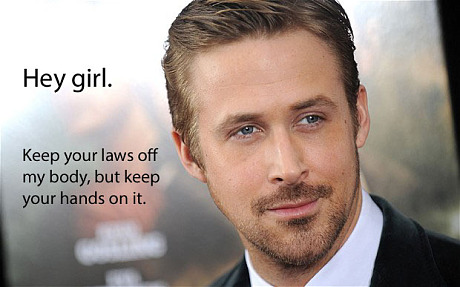 Hey girl.
Keep your laws off
my body, but keep
your hands on it.